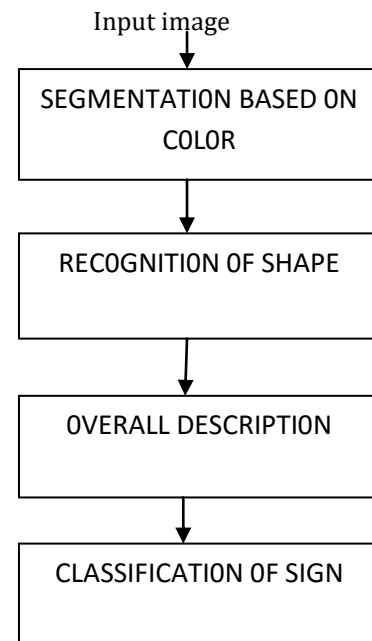 Input image
SEGMENTATI0N BASED 0N
C0L0R
REC0GNITI0N 0F SHAPE
0VERALL DESCRIPTI0N
CLASSIFICATI0N 0F SIGN